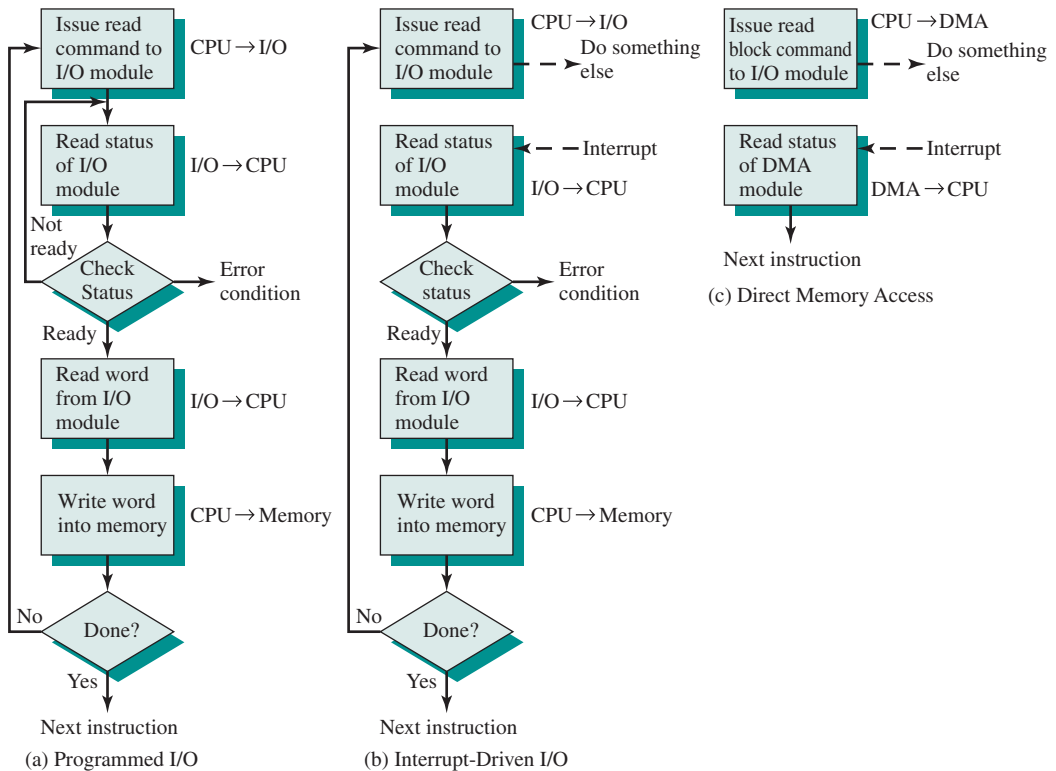 Issue read
command to
I/O module
CPU → I/O
Read status
of I/O
module
I/O → CPU
Not
ready
Check
Status
Error
condition
Ready
Read word
from I/O
module
I/O → CPU
Write word
into memory
CPU → Memory
No
Done?
Yes
Next instruction
(a) Programmed I/O
Issue read
command to
I/O module
CPU → I/O
Do something
else
Read status
of I/O
module
Interrupt
I/O → CPU
Check
status
Error
condition
Ready
Read word
from I/O
module
I/O → CPU
Write word
into memory
CPU → Memory
No
Done?
Yes
Next instruction
(b) Interrupt-Driven I/O
Issue read
block command
to I/O module
CPU → DMA
Do something
else
Read status
of DMA
module
Interrupt
DMA → CPU
Next instruction
(c) Direct Memory Access